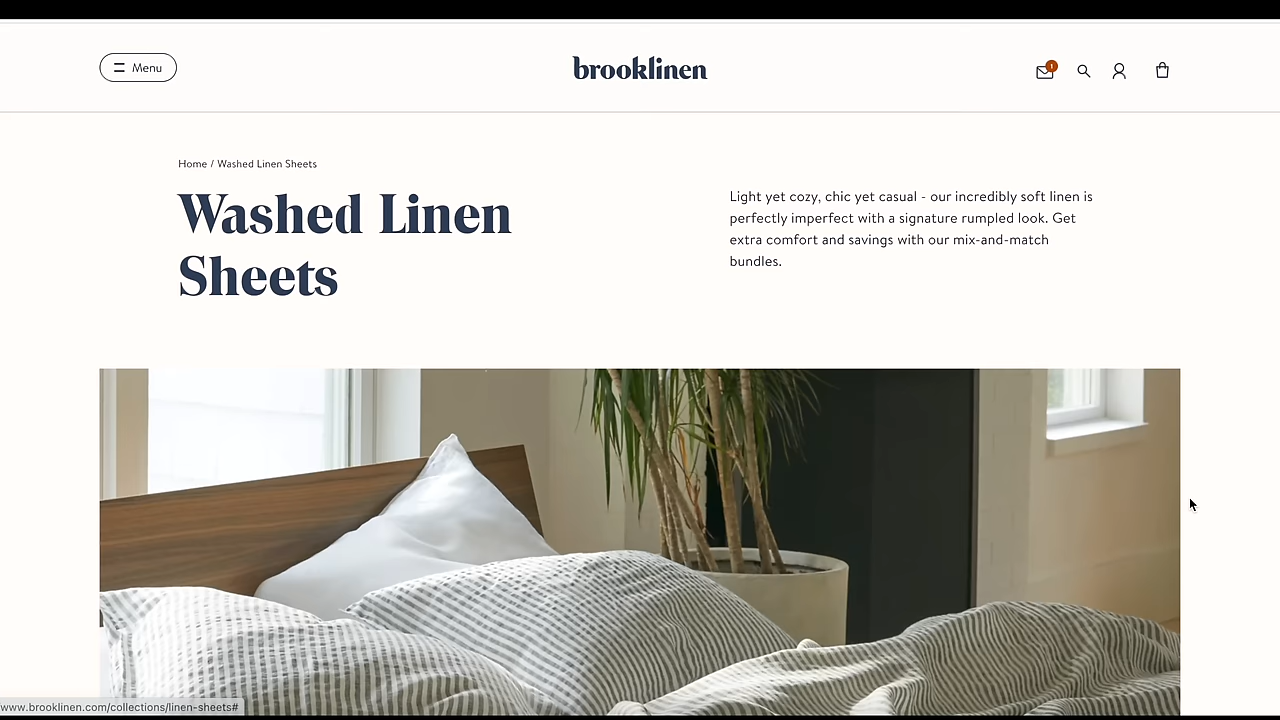 Menu
brooklinen
1
Home / Washed Linen Sheets
Washed Linen
Sheets
Light yet cozy, chic yet casual - our incredibly soft linen is
perfectly imperfect with a signature rumpled look. Get
extra comfort and savings with our mix-and-match
bundles.
www.brooklinen.com/collections/linen-sheets#